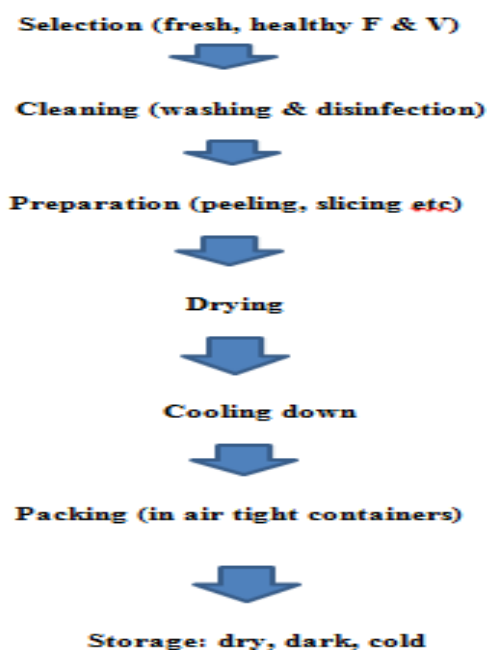 Selection (fresh, healthy F & V)
Cleaning (washing & disinfection)
Preparation (peeling, slicing etc)
Drying
Cooling down
Packing (in air tight containers)
Storage: dry, dark, cold